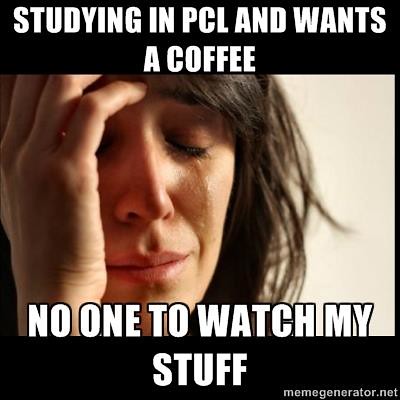 STUDYING IN PCL AND WANTS
A COFFEE
NO ONE TO WATCH MY
STUFF
memegenerator.net